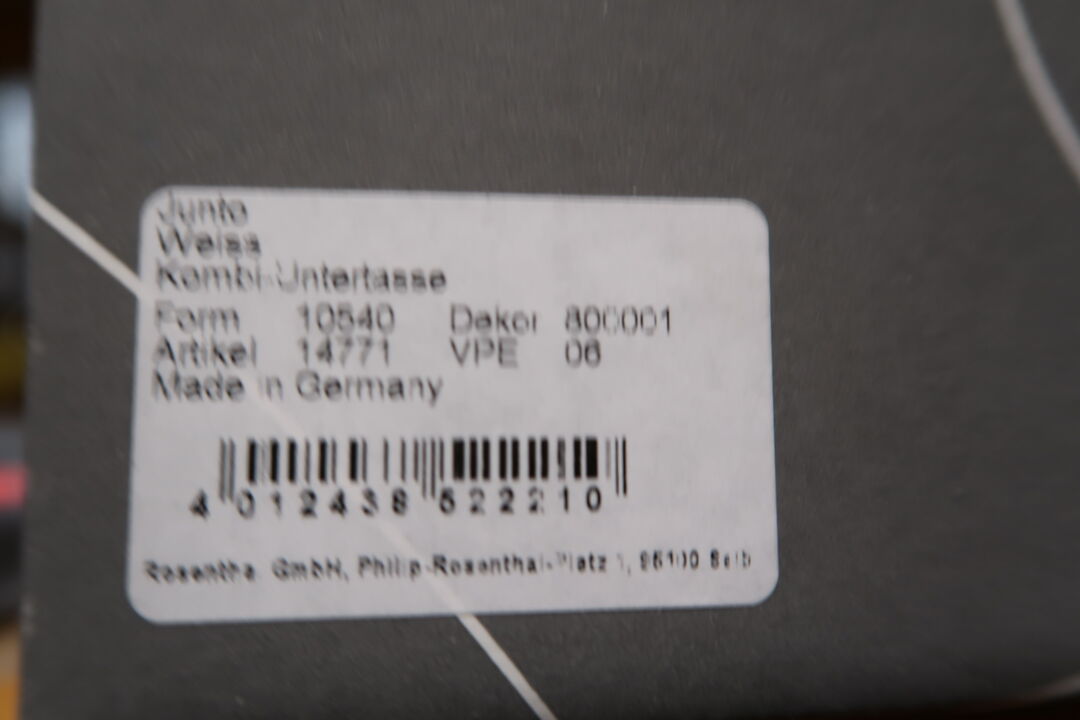 Junto
Weiss
Kombi-Untertasse
Form 10540 Dekor 800001
Artikel 14771 VPE 06
Made in Germany
4 012438 522210
Rosenthal GmbH, Philip-Rosenthal-Platz 1, 95100 Selb